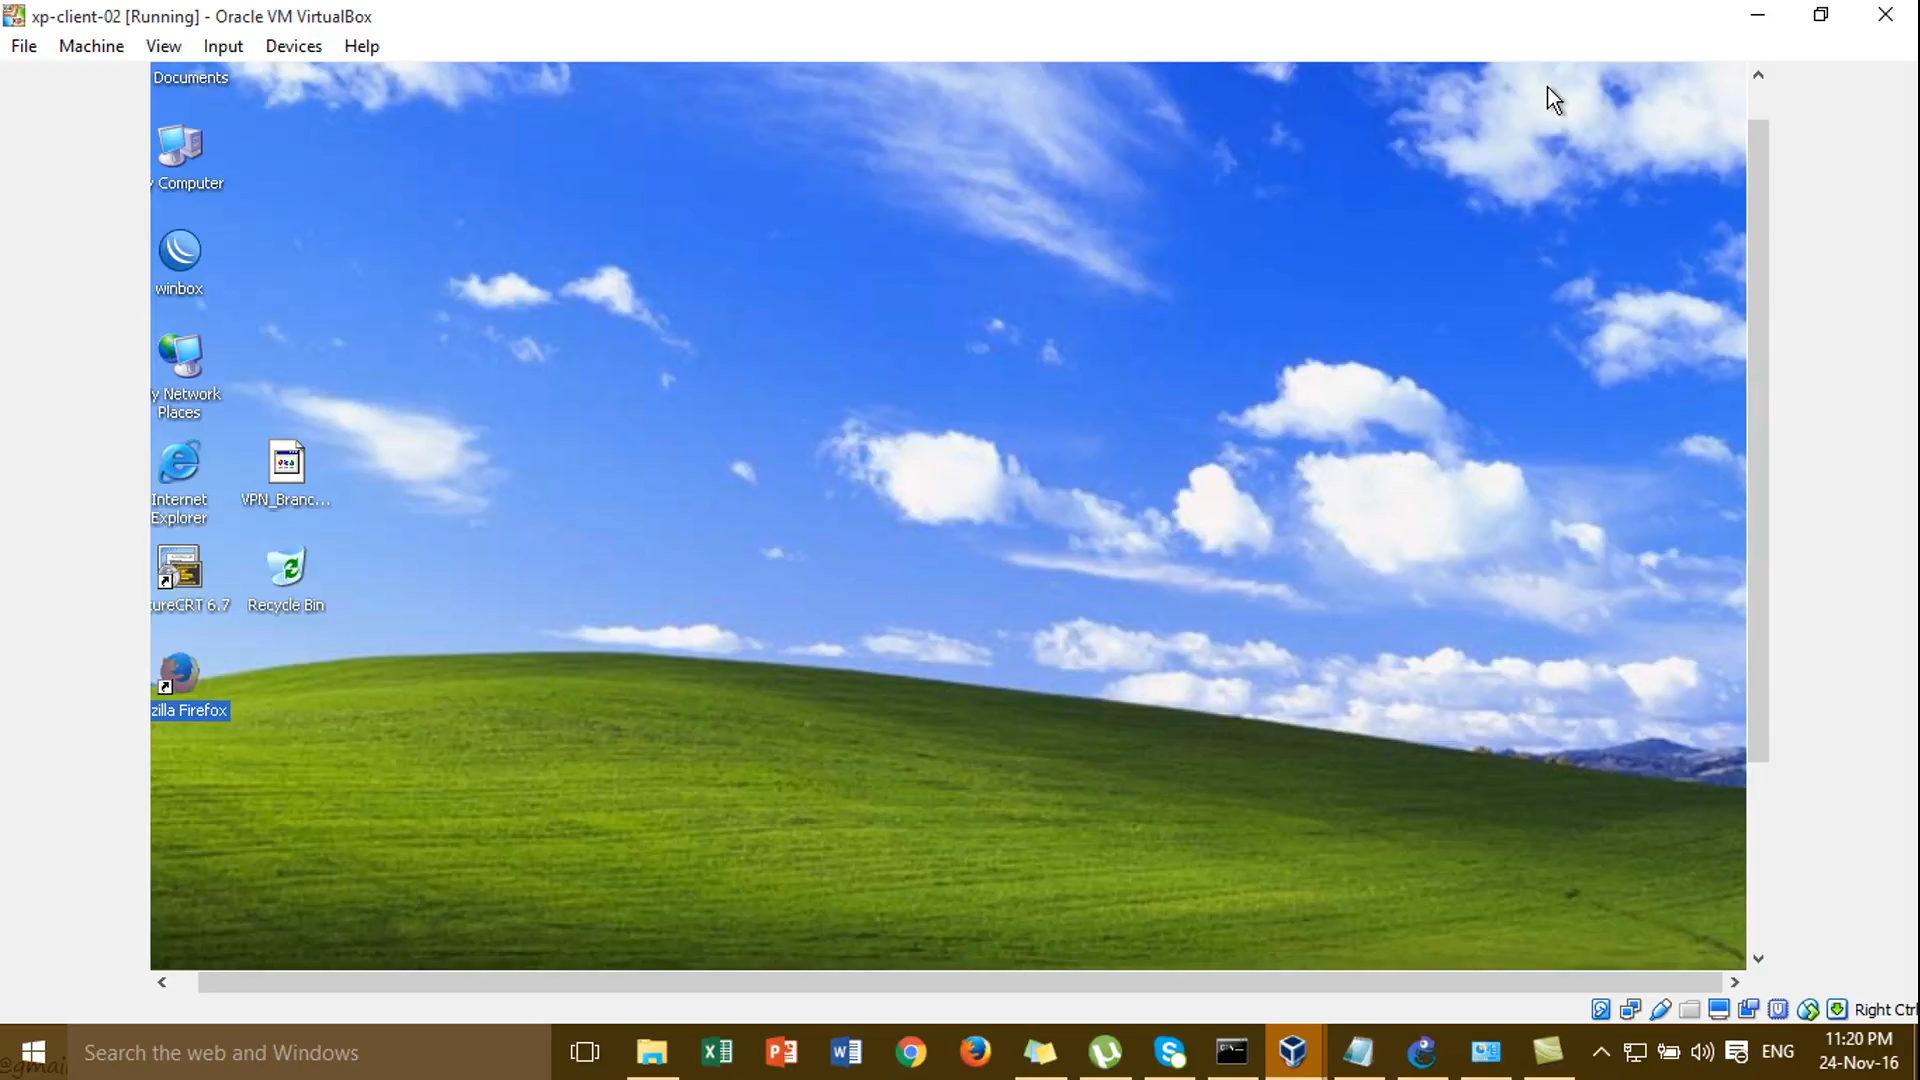 xp-client-02 [Running] - Oracle VM VirtualBox
File Machine View Input Devices Help
Documents
y Computer
winbox
y Network
Places
Internet
Explorer
VPN_Branc...
ureCRT 6.7
Recycle Bin
zilla Firefox
Right Ctrl
Search the web and Windows
ENG
11:20 PM
24-Nov-16
@gmail